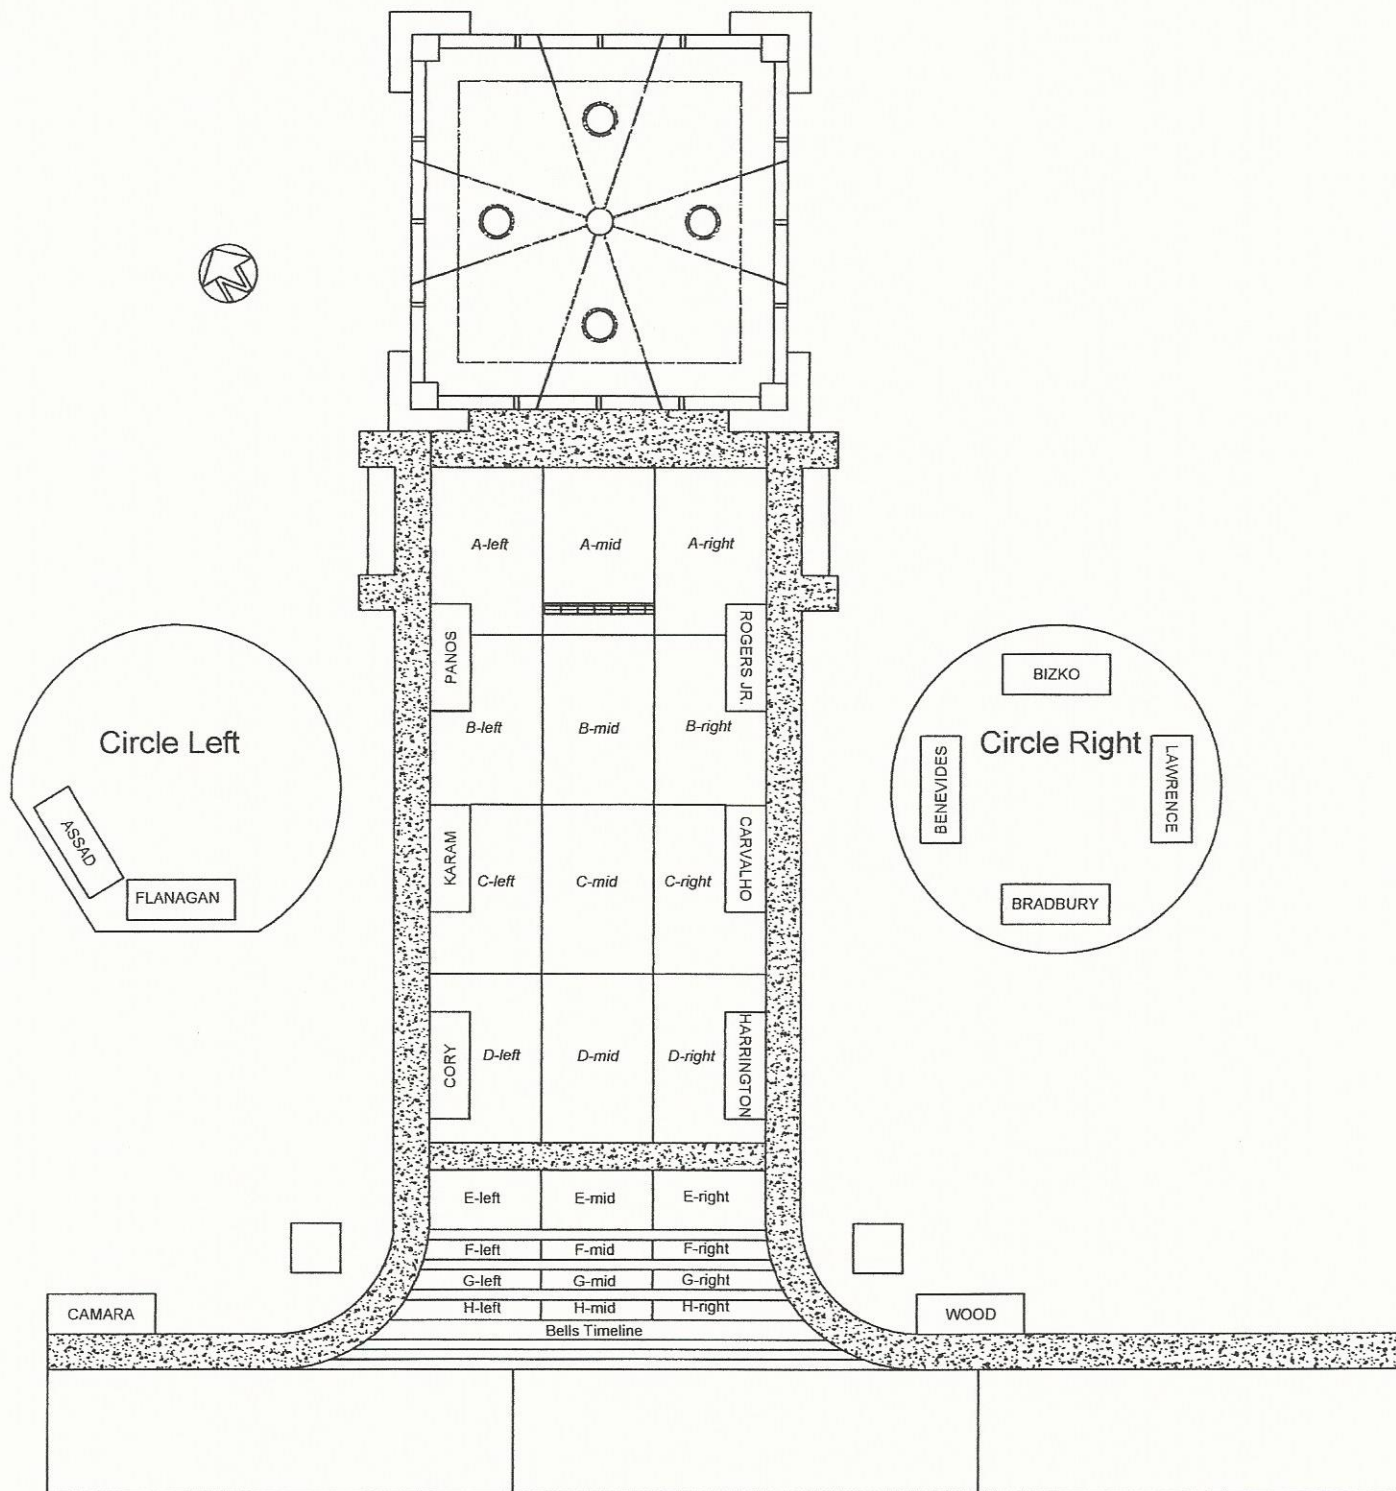 N
A-left A-mid A-right
PANOS
ROGERS JR.
B-left B-mid B-right
Circle Left
Circle Right
BIZKO
BENEVIDES
LAWRENCE
BRADBURY
ASSAD
FLANAGAN
KARAM
CARVALHO
C-left C-mid C-right
CORY
HARRINGTON
D-left D-mid D-right
E-left E-mid E-right
F-left F-mid F-right
G-left G-mid G-right
H-left H-mid H-right
Bells Timeline
CAMARA
WOOD